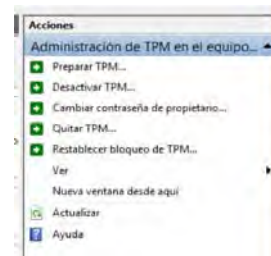 Acciones
Administración de TPM en el equipo...
Preparar TPM...
Desactivar TPM...
Cambiar contraseña de propietario...
Quitar TPM...
Restablecer bloqueo de TPM...
Ver
Nueva ventana desde aquí
Actualizar
Ayuda